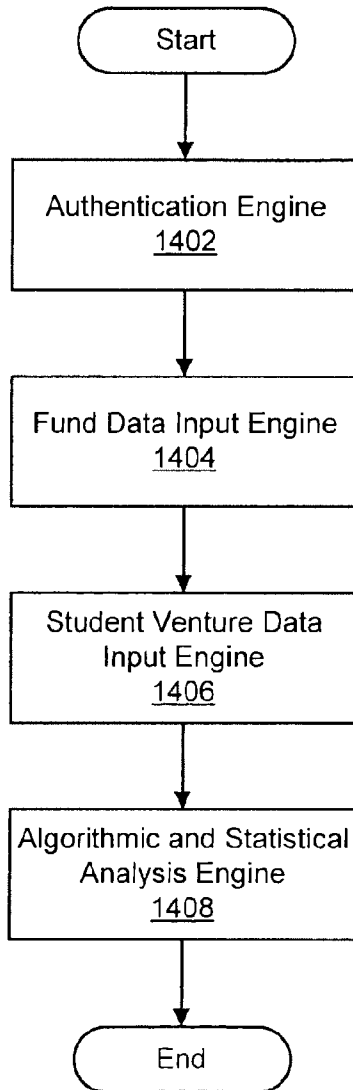 Start
Authentication Engine
1402
Fund Data Input Engine
1404
Student Venture Data
Input Engine
1406
Algorithmic and Statistical
Analysis Engine
1408
End